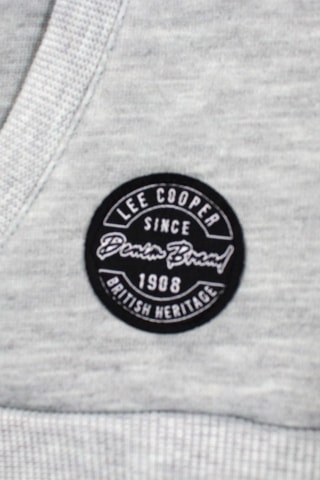 LEE COOPER
SINCE
Denim Brand
1908
BRITISH HERITAGE